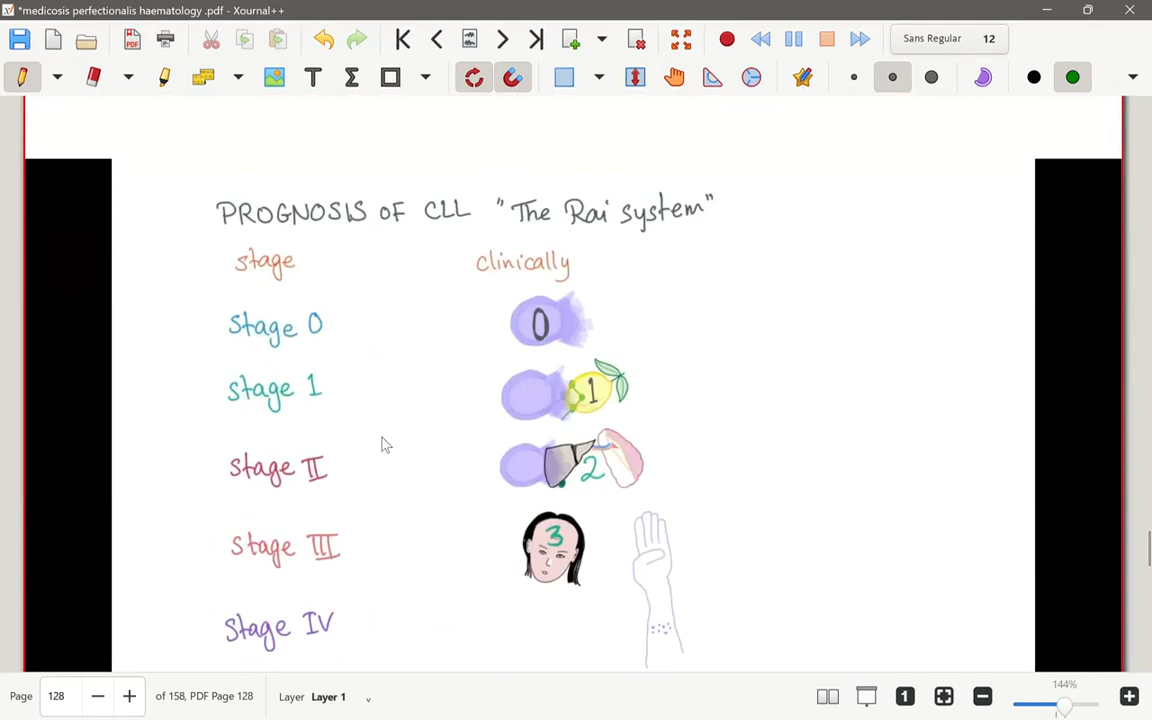 *medicosis perfectionalis haematology .pdf - Xournal++
Sans Regular 12
PROGNOSIS OF CLL "The Rai system"
stage clinically
Stage 0 0
Stage 1 1
Stage II 2
Stage III 3
Stage IV
Page 128 of 158, PDF Page 128 Layer Layer 1 1 144%